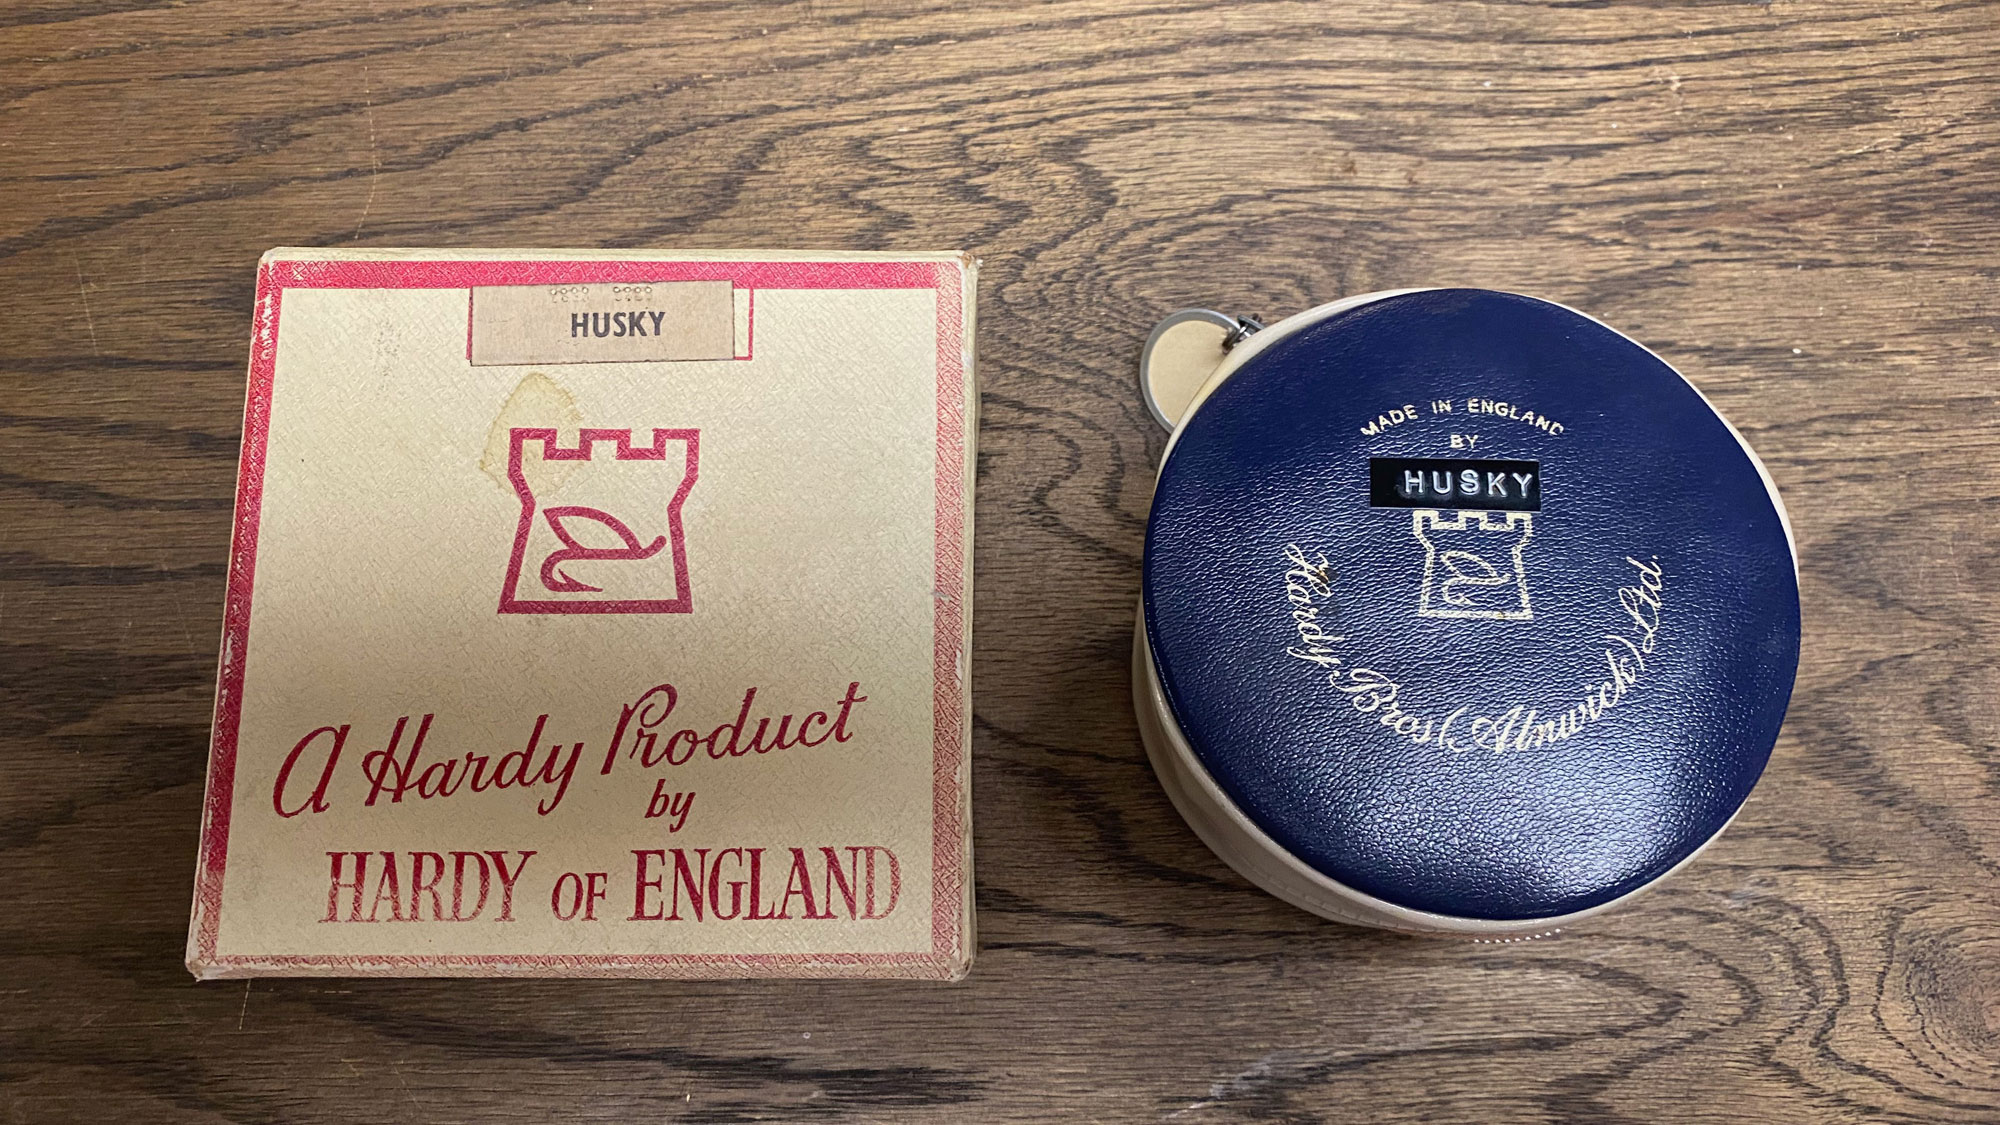 HUSKY
A Hardy Product
by
HARDY OF ENGLAND
MADE IN ENGLAND
BY
HUSKY
Hardy Bros (Alnwick) Ltd.